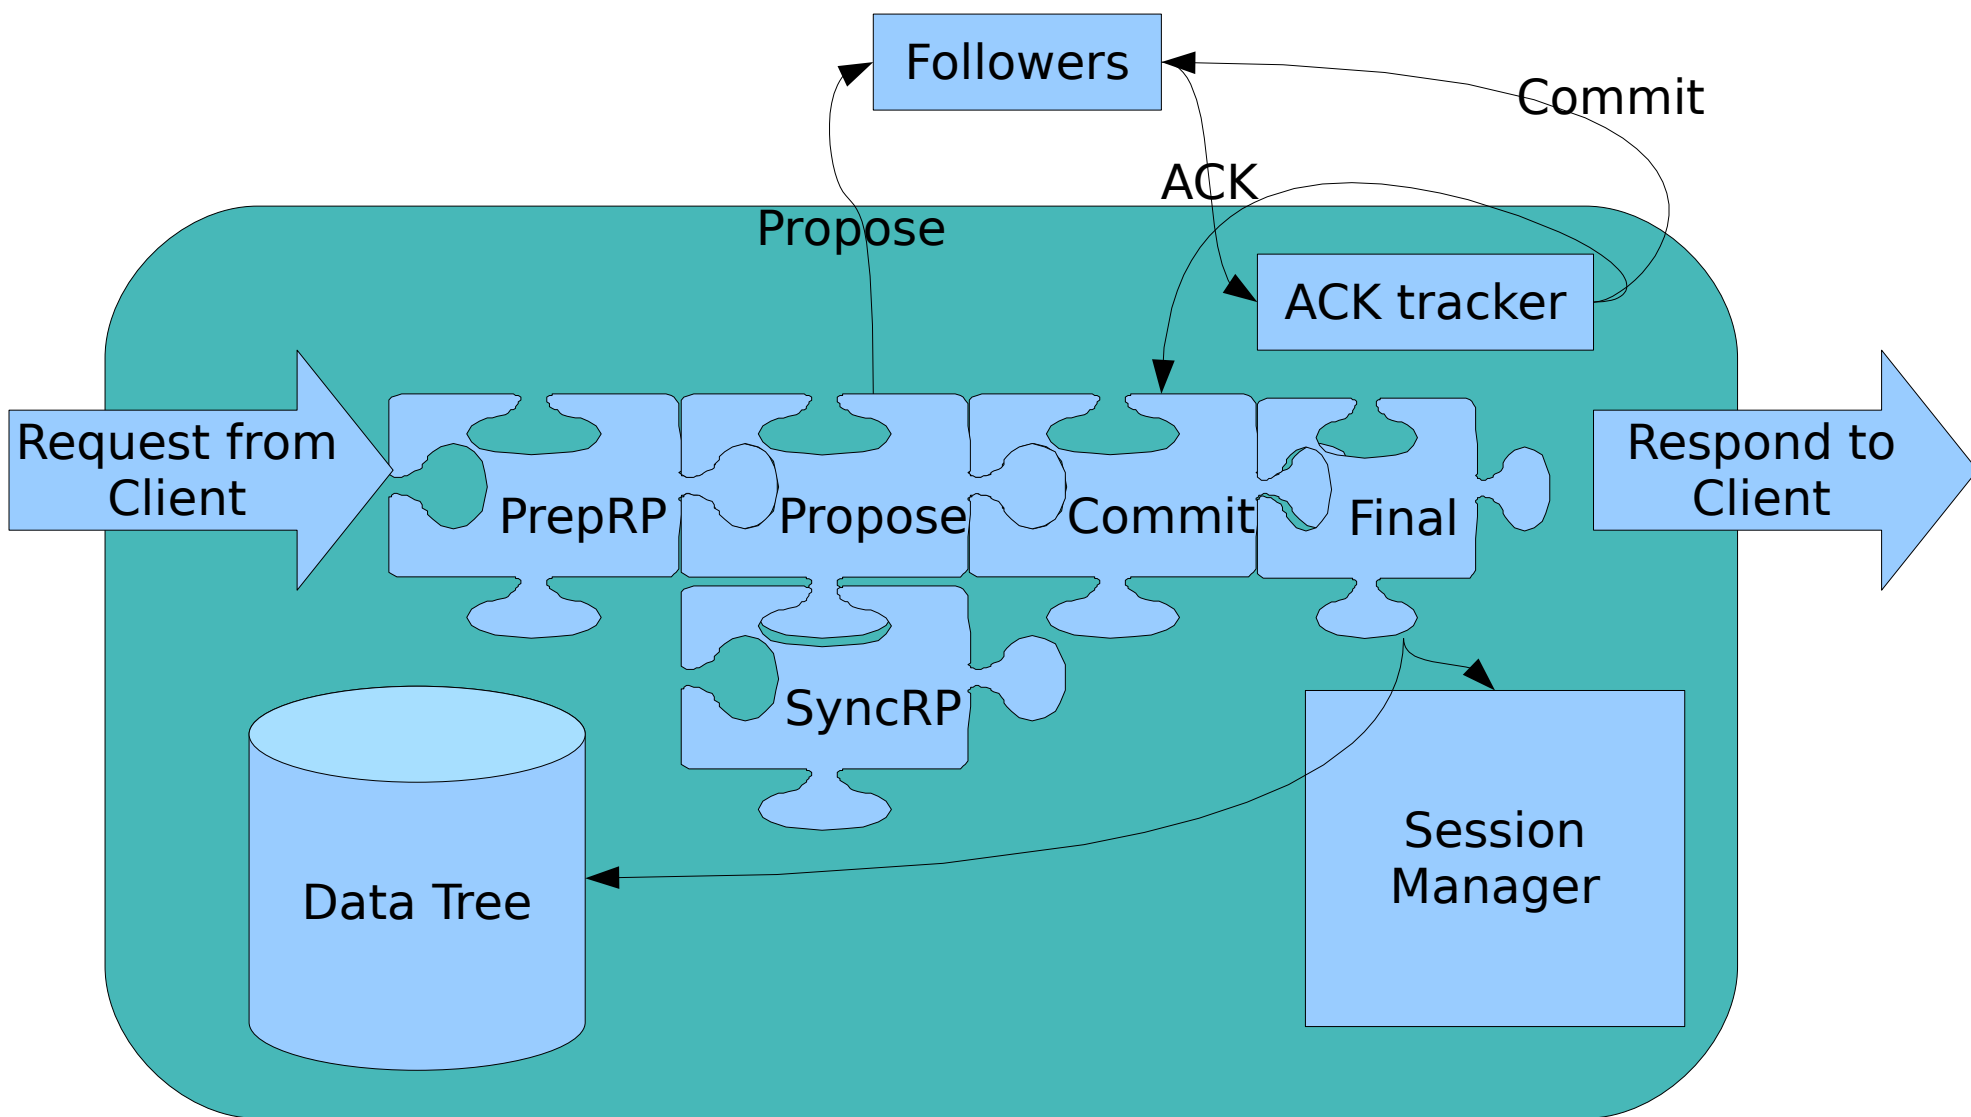 Followers
Commit
ACK
Propose
ACK tracker
Request from
Client
PrepRP
Propose
Commit
Final
Respond to
Client
SyncRP
Data Tree
Session
Manager